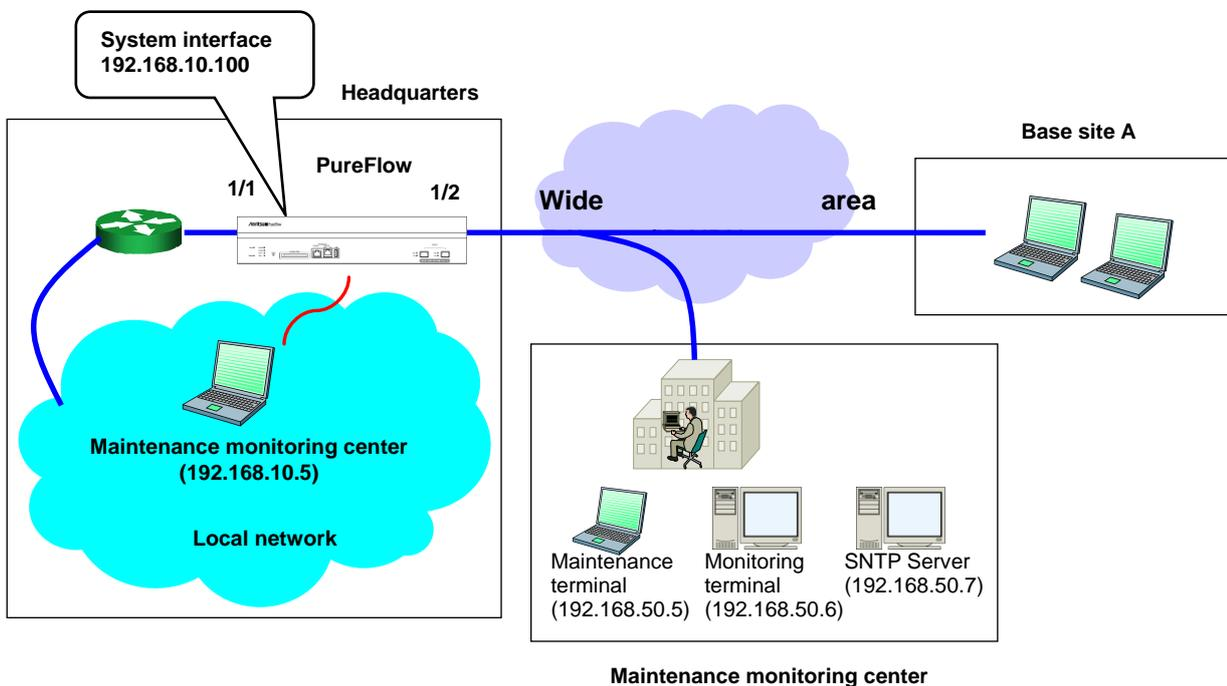 System interface
192.168.10.100
Headquarters
Base site A
PureFlow
1/1
1/2
Wide area
Maintenance monitoring center
(192.168.10.5)
Local network
Maintenance
terminal
(192.168.50.5)
Monitoring
terminal
(192.168.50.6)
SNTP Server
(192.168.50.7)
Maintenance monitoring center